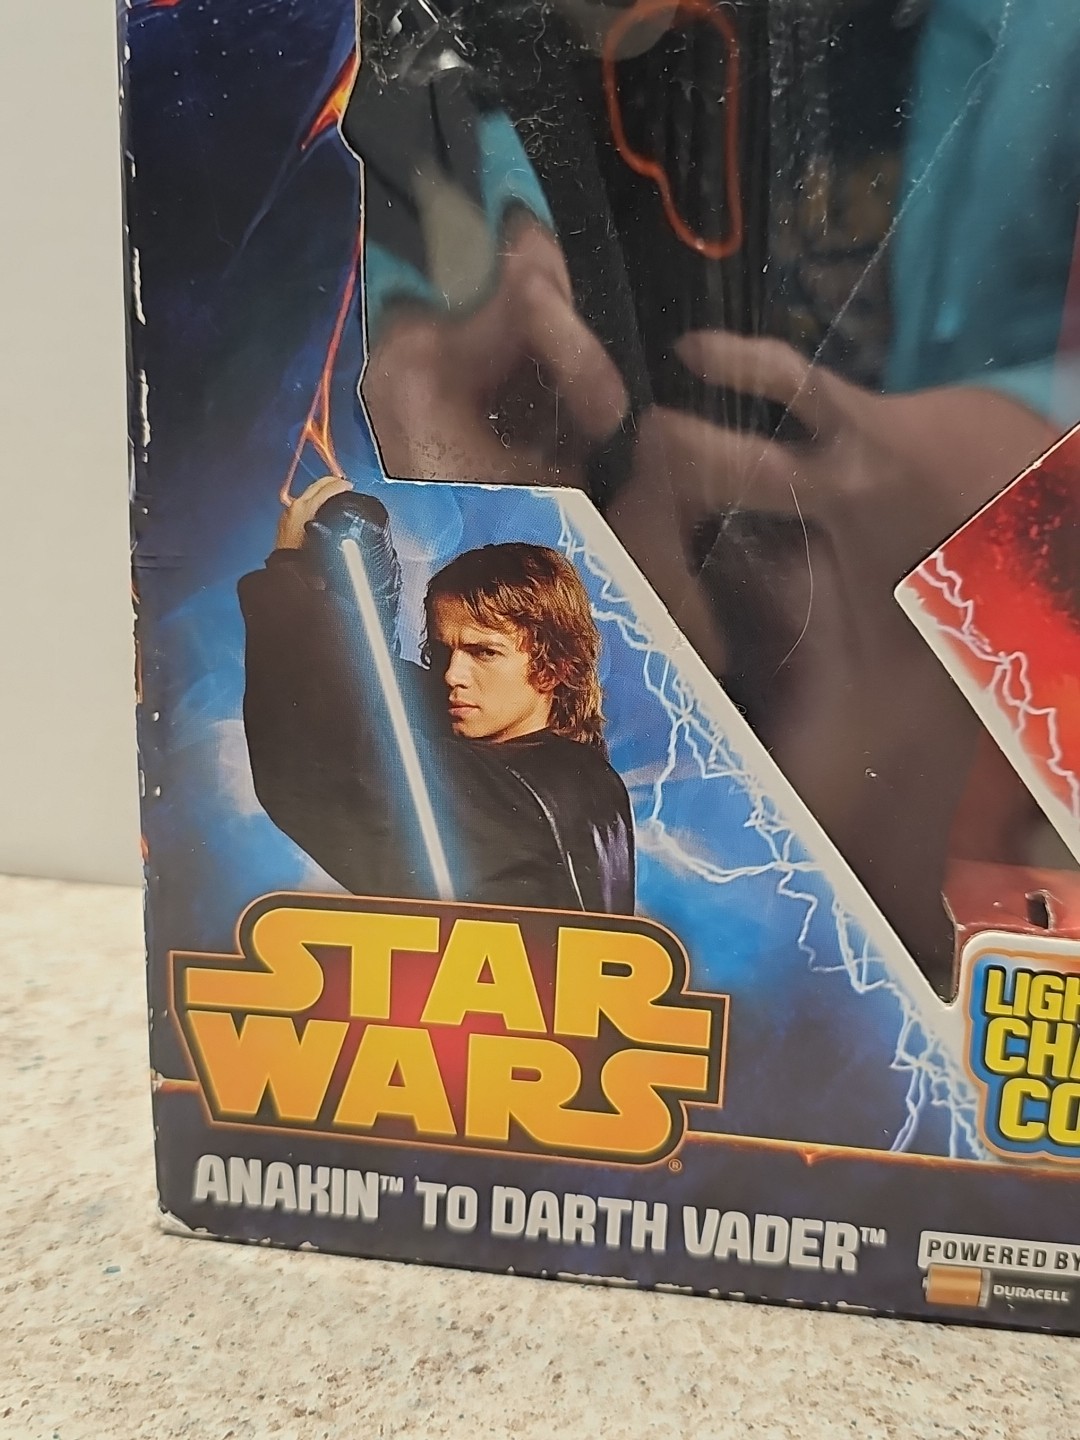 STAR
WARS®
ANAKIN™ TO DARTH VADER™
POWERED BY
DURACELL